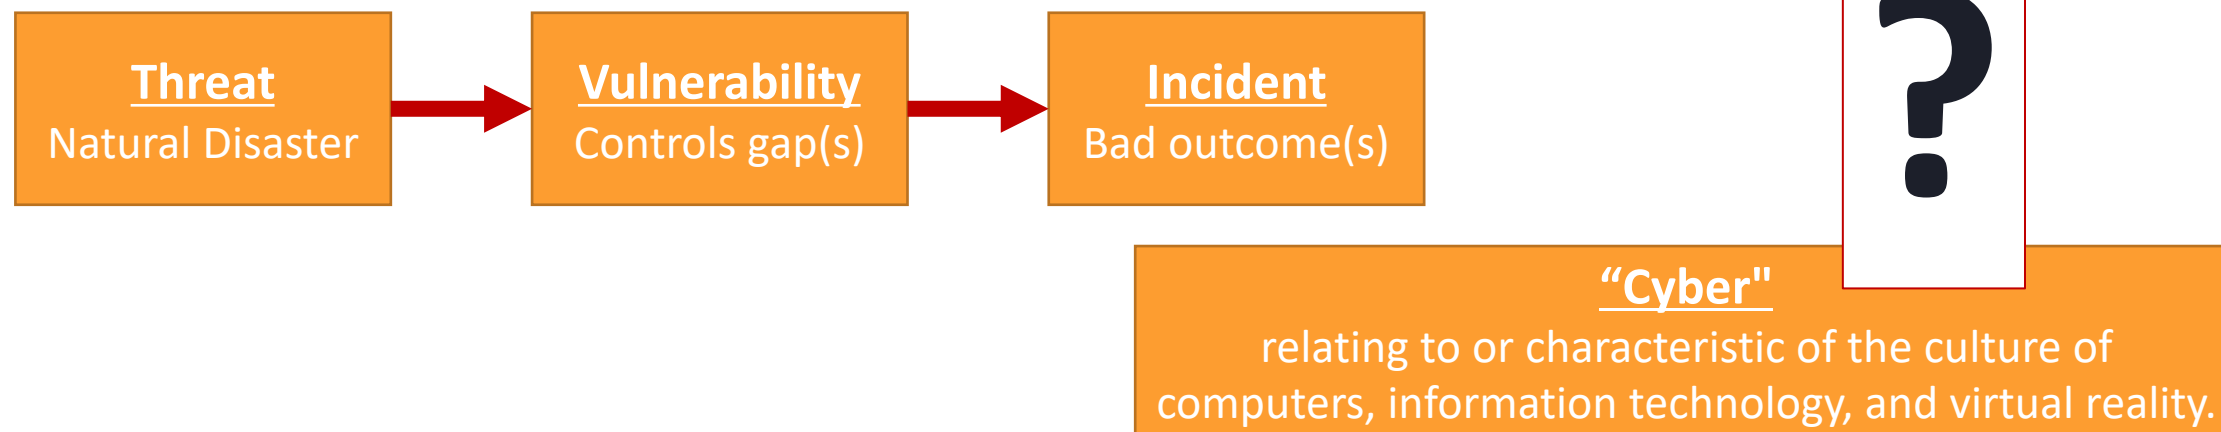 Threat
Natural Disaster
Vulnerability
Controls gap(s)
Incident
Bad outcome(s)
?
“Cyber"
relating to or characteristic of the culture of
computers, information technology, and virtual reality.